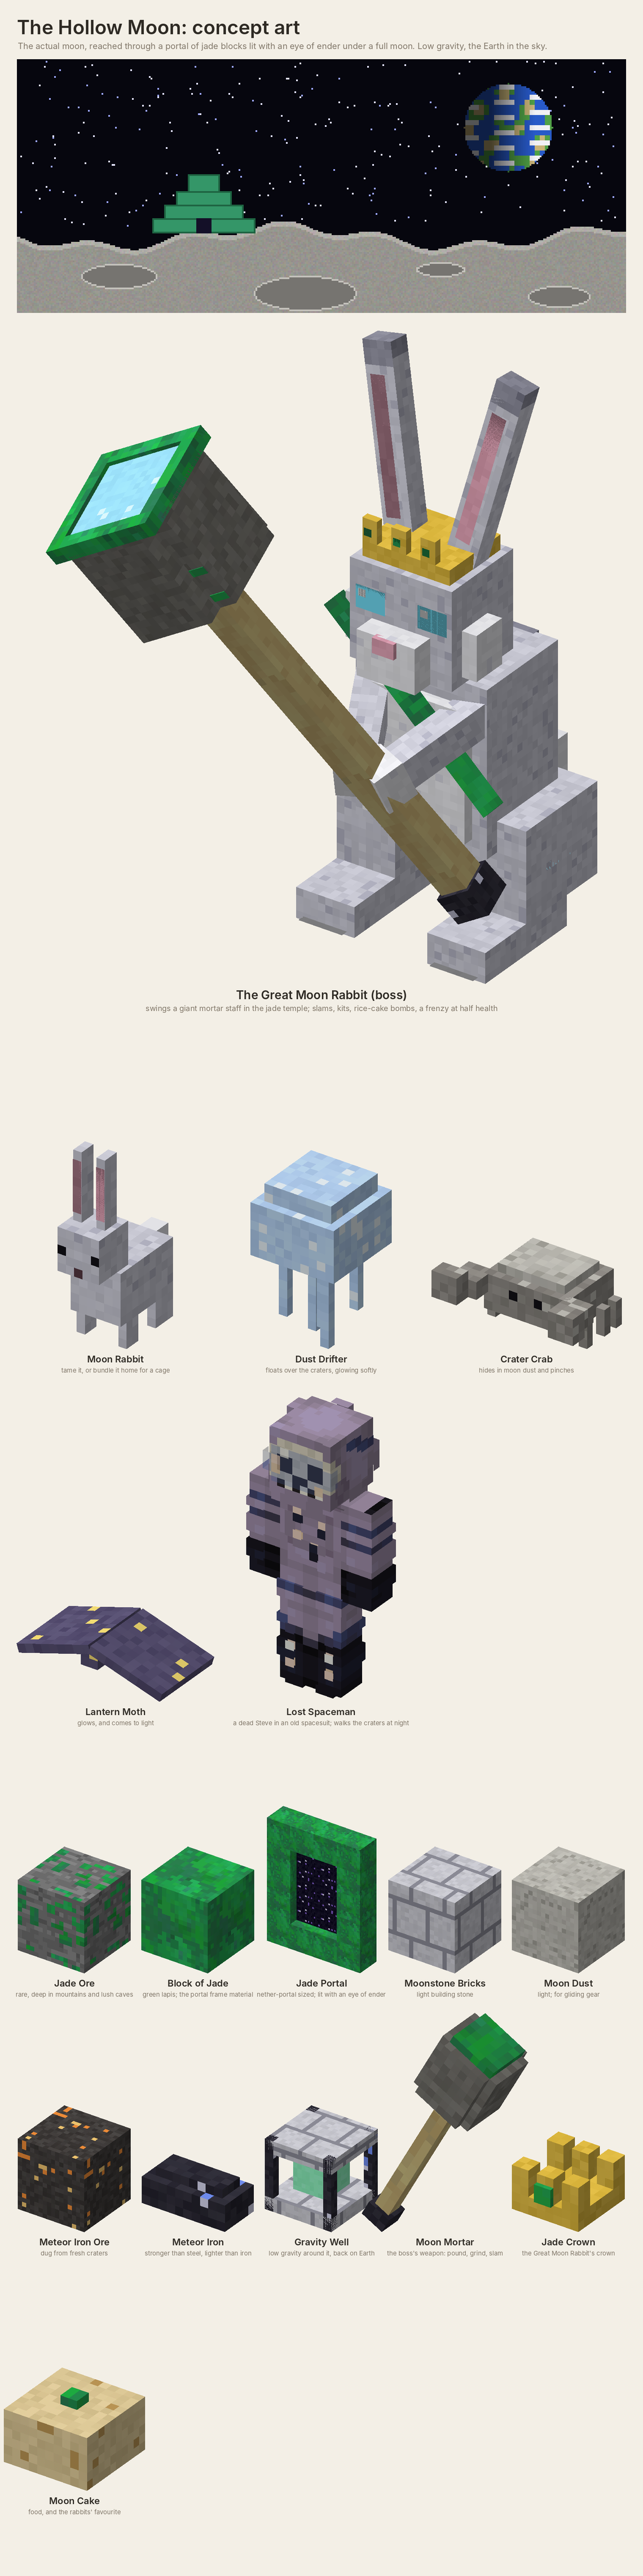 The Hollow Moon: concept art
The actual moon, reached through a portal of jade blocks lit with an eye of ender under a full moon. Low gravity, the Earth in the sky.
The Great Moon Rabbit (boss)
swings a giant mortar staff in the jade temple; slams, kits, rice-cake bombs, a frenzy at half health
Moon Rabbit
tame it, or bundle it home for a cage
Dust Drifter
floats over the craters, glowing softly
Crater Crab
hides in moon dust and pinches
Lantern Moth
glows, and comes to light
Lost Spaceman
a dead Steve in an old spacesuit; walks the craters at night
Jade Ore
rare, deep in mountains and lush caves
Block of Jade
green lapis; the portal frame material
Jade Portal
nether-portal sized; lit with an eye of ender
Moonstone Bricks
light building stone
Moon Dust
light; for gliding gear
Meteor Iron Ore
dug from fresh craters
Meteor Iron
stronger than steel, lighter than iron
Gravity Well
low gravity around it, back on Earth
Moon Mortar
the boss's weapon: pound, grind, slam
Jade Crown
the Great Moon Rabbit's crown
Moon Cake
food, and the rabbits' favourite